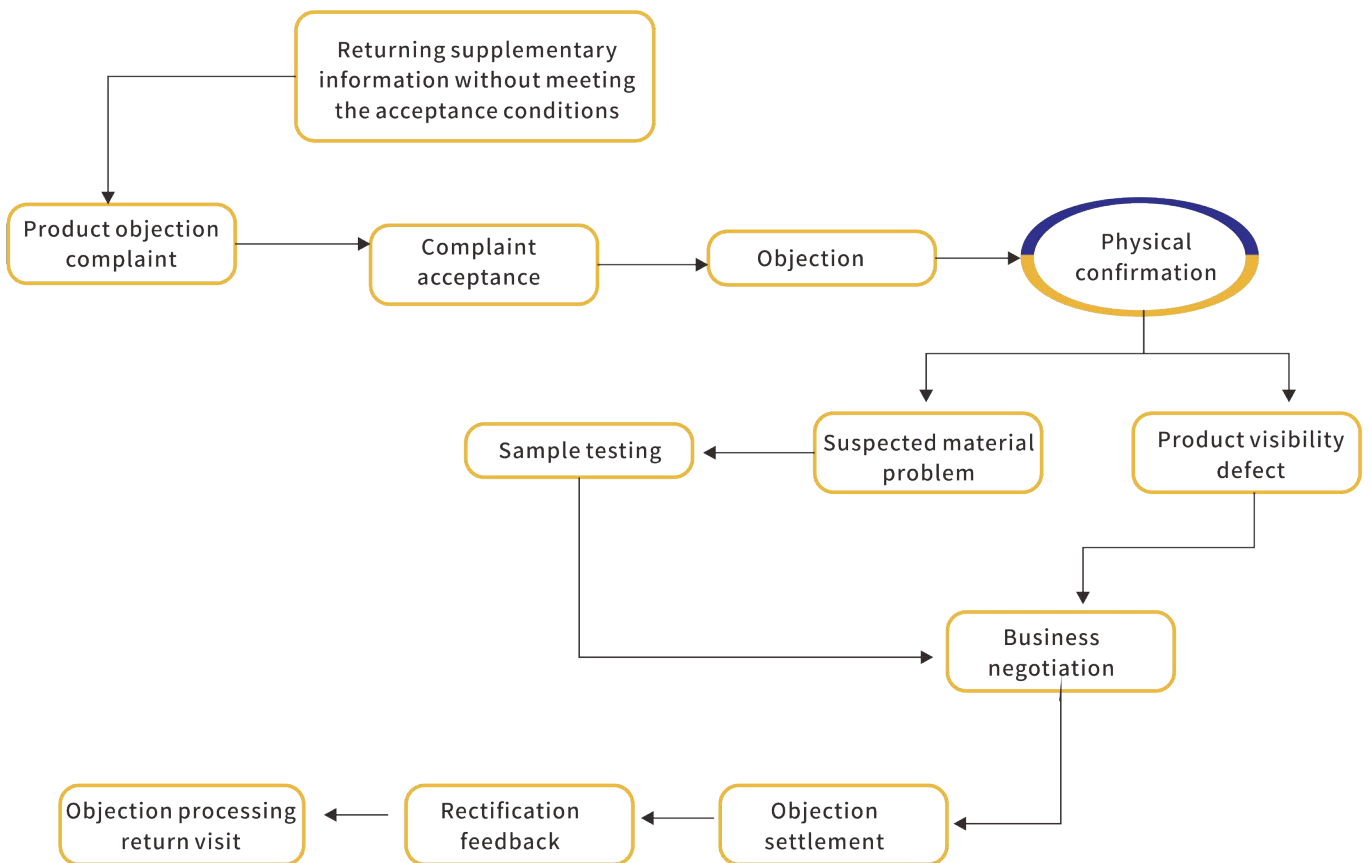 Returning supplementary
information without meeting
the acceptance conditions
Product objection
complaint
Complaint
acceptance
Objection
Physical
confirmation
Sample testing
Suspected material
problem
Product visibility
defect
Business
negotiation
Objection processing
return visit
Rectification
feedback
Objection
settlement